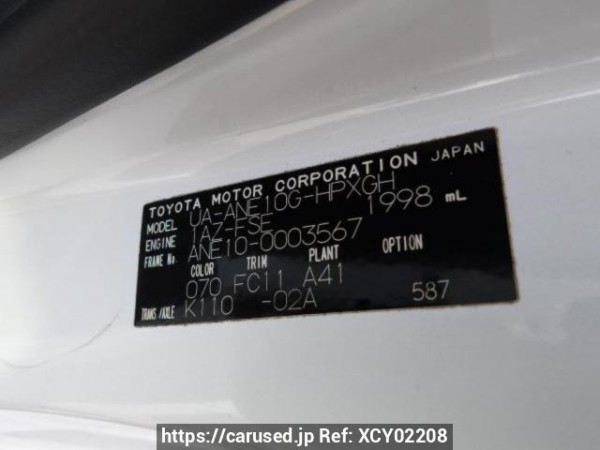 TOYOTA MOTOR CORPORATION JAPAN
MODEL UA-ANE10G-HPXGH
ENGINE 1AZ-FSE 1998 mL
FRAME No. ANE10-0003567
COLOR TRIM PLANT OPTION
070 FC11 A41
TRANS/AXLE K110 -02A 587
https://carused.jp Ref: XCY02208